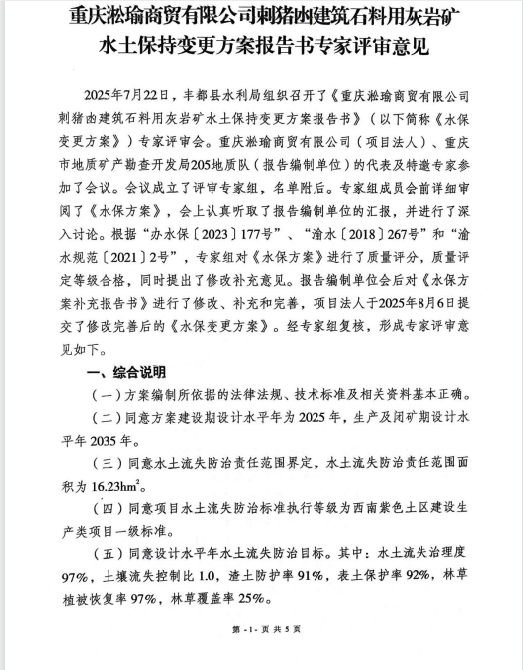 重庆淞瑜商贸有限公司刺猪凼建筑石料用灰岩矿
水土保持变更方案报告书专家评审意见
2025年7月22日，丰都县水利局组织召开了《重庆淞瑜商贸有限公司
刺猪凼建筑石料用灰岩矿水土保持变更方案报告书》（以下简称《水保
变更方案》）专家评审会。重庆淞瑜商贸有限公司（项目法人）、重庆
市地质矿产勘查开发局205地质队（报告编制单位）的代表及特邀专家参
加了会议。会议成立了评审专家组，名单附后。专家组成员会前详细审
阅了《水保方案》，会上认真听取了报告编制单位的汇报，并进行了深
入讨论。根据“办水保〔2023〕177号”、“渝水〔2018〕267号”和“渝
水规范〔2021〕2号”，专家组对《水保方案》进行了质量评分，质量评
定等级合格，同时提出了修改补充意见。报告编制单位会后对《水保方
案补充报告书》进行了修改、补充和完善，项目法人于2025年8月6日提
交了修改完善后的《水保变更方案》。经专家组复核，形成专家评审意
见如下。
一、综合说明
（一）方案编制所依据的法律法规、技术标准及相关资料基本正确。
（二）同意方案建设期设计水平年为 2025 年，生产及闭矿期设计水
平年 2035 年。
（三）同意水土流失防治责任范围界定，水土流失防治责任范围面
积为 16.23hm²。
（四）同意项目水土流失防治标准执行等级为西南紫色土区建设生
产类项目一级标准。
（五）同意设计水平年水土流失防治目标。其中：水土流失治理度
97%，土壤流失控制比 1.0，渣土防护率 91%，表土保护率 92%，林草
植被恢复率 97%，林草覆盖率 25%。
第 -1- 页 共 5 页